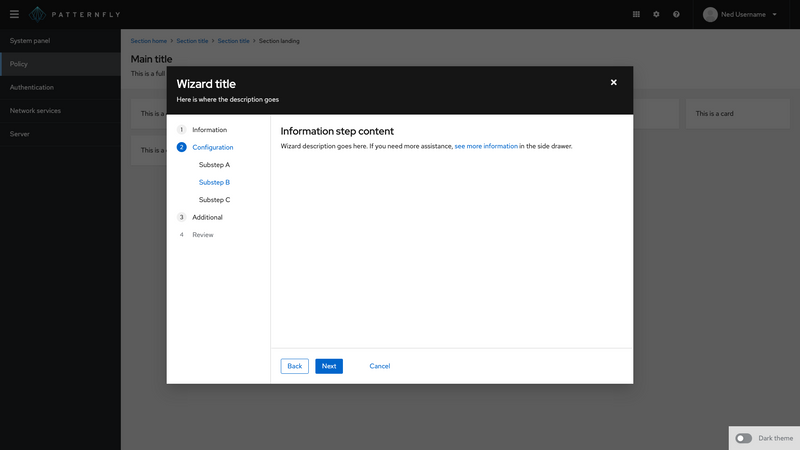 PATTERNFLY
Ned Username
System panel
Policy
Authentication
Network services
Server
Section home > Section title > Section title > Section landing
Main title
This is a full
This is a
This is a card
This is a
Wizard title
Here is where the description goes
1 Information
2 Configuration
Substep A
Substep B
Substep C
3 Additional
4 Review
Information step content
Wizard description goes here. If you need more assistance, see more information in the side drawer.
Back
Next
Cancel
Dark theme